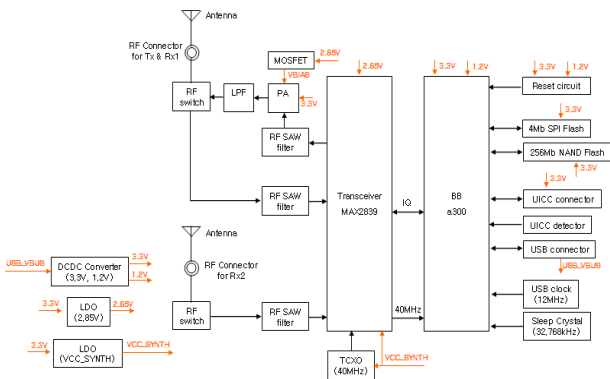 Antenna
RF Connector
for Tx & Rx1
MOSFET
2.85V
VBIAS
RF
switch
LPF
PA
3.3V
RF SAW
filter
RF SAW
filter
2.85V
Transceiver
MAX2839
IQ
40MHz
3.3V
1.2V
BB
a300
3.3V
1.2V
Reset circuit
3.3V
4Mb SPI Flash
256Mb NAND Flash
3.3V
3.3V
UICC connector
UICC detector
USB connector
USB_VBUS
USB clock
(12MHz)
Sleep Crystal
(32,768kHz)
Antenna
RF Connector
for Rx2
RF
switch
RF SAW
filter
TCXO
(40MHz)
VCC_SYNTH
USB_VBUS
DCDC Converter
(3,3V, 1,2V)
3.3V
1.2V
3.3V
LDO
(2,85V)
2.85V
3.3V
LDO
(VCC_SYNTH)
VCC_SYNTH